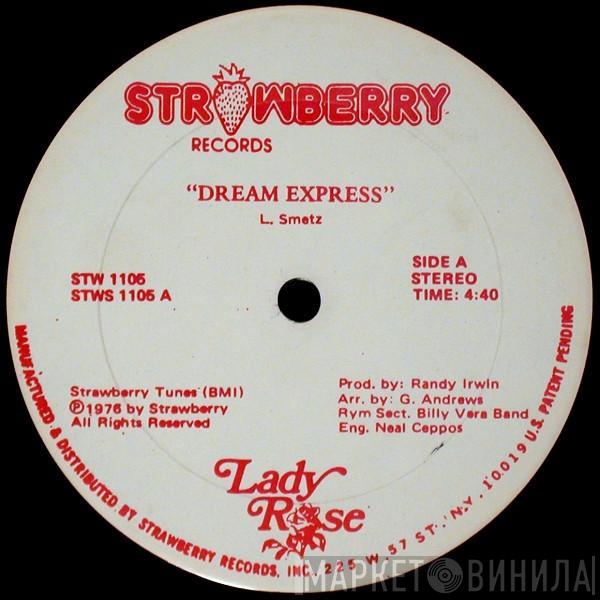 STRAWBERRY
RECORDS
“DREAM EXPRESS”
L. Smetz
STW 1105
STWS 1105 A
SIDE A
STEREO
TIME: 4:40
Strawberry Tunes (BMI)
℗1976 by Strawberry
All Rights Reserved
Prod. by: Randy Irwin
Arr. by: G. Andrews
Rym Sect. Billy Vera Band
Eng. Neal Ceppos
Lady
Rose
MANUFACTURED & DISTRIBUTED BY STRAWBERRY RECORDS, INC. 225 W. 57 ST. N.Y. 10019 U.S. PATENT PENDING
МАРКЕТ ВИНИЛА